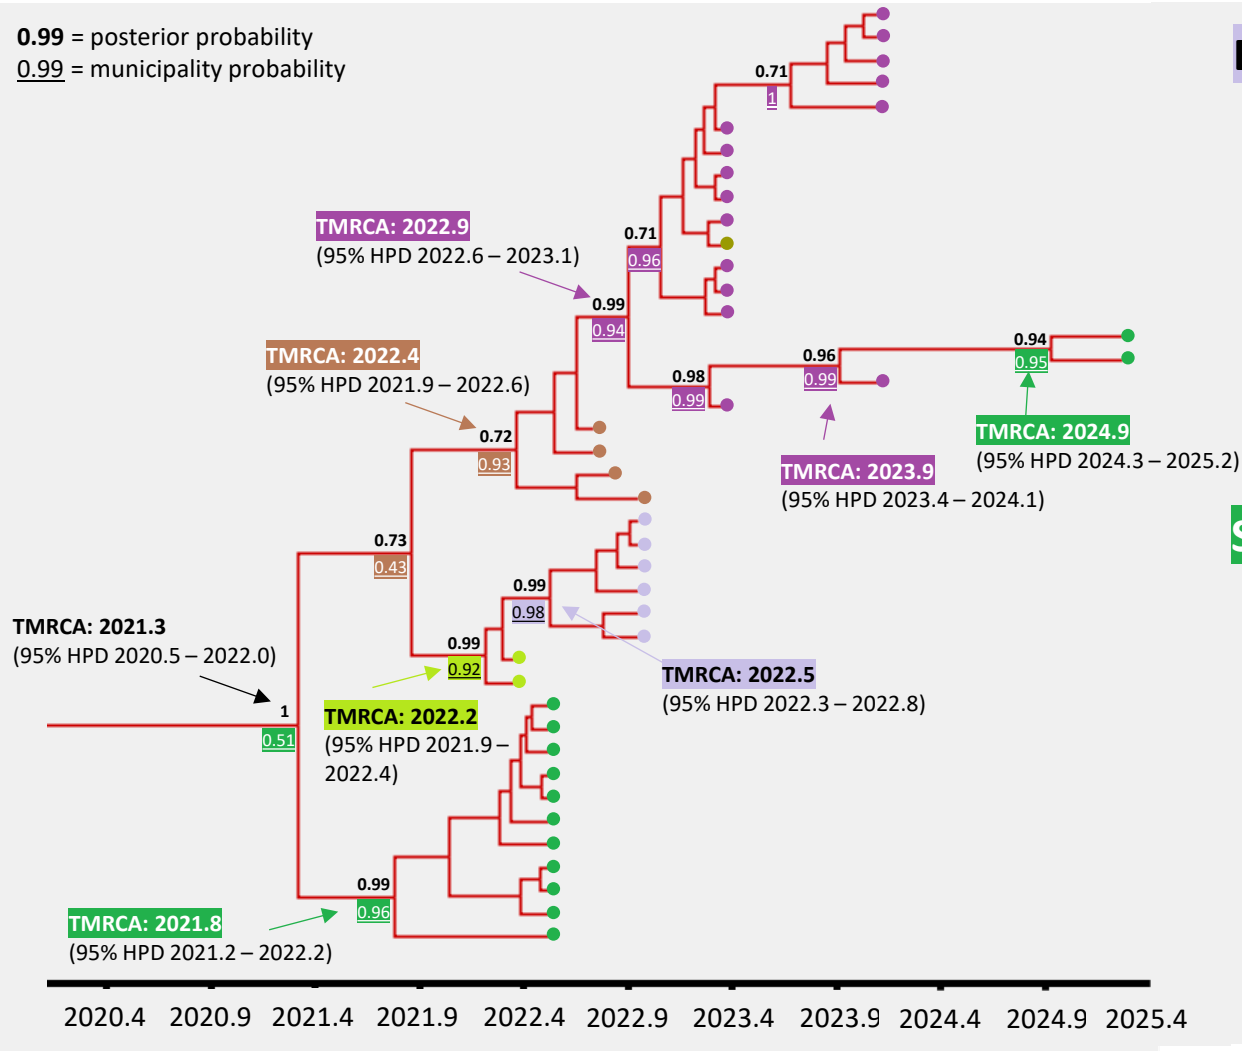 0.99 = posterior probability
0.99 = municipality probability
0.71
1
TMRCA: 2022.9
(95% HPD 2022.6 – 2023.1)
0.71
0.96
0.99
0.94
TMRCA: 2022.4
(95% HPD 2021.9 – 2022.6)
0.94
0.95
0.96
0.99
0.98
0.99
TMRCA: 2024.9
(95% HPD 2024.3 – 2025.2)
0.72
0.93
TMRCA: 2023.9
(95% HPD 2023.4 – 2024.1)
0.73
0.43
0.99
0.98
TMRCA: 2021.3
(95% HPD 2020.5 – 2022.0)
0.99
0.92
TMRCA: 2022.5
(95% HPD 2022.3 – 2022.8)
1
0.51
TMRCA: 2022.2
(95% HPD 2021.9 –
2022.4)
0.99
0.96
TMRCA: 2021.8
(95% HPD 2021.2 – 2022.2)
2020.4 2020.9 2021.4 2021.9 2022.4 2022.9 2023.4 2023.9 2024.4 2024.9 2025.4